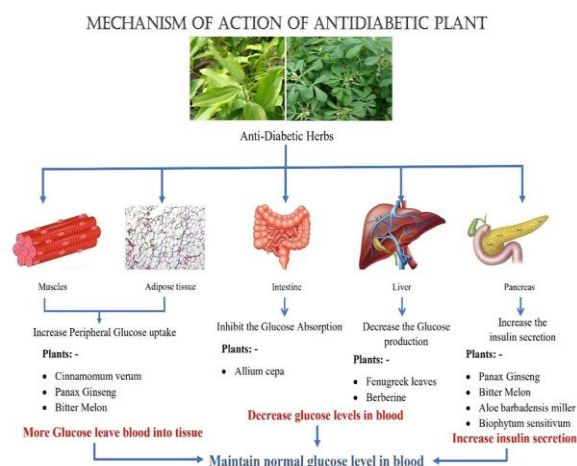 MECHANISM OF ACTION OF ANTIDIABETIC PLANT
Anti-Diabetic Herbs
Muscles
Adipose tissue
Intestine
Liver
Pancreas
Increase Peripheral Glucose uptake
Plants: -
• Cinnamomum verum
• Panax Ginseng
• Bitter Melon
More Glucose leave blood into tissue
Inhibit the Glucose Absorption
Plants: -
• Allium cepa
Decrease the Glucose
production
Plants: -
• Fenugreek leaves
• Berberine
Decrease glucose levels in blood
Increase the
insulin secretion
Plants: -
• Panax Ginseng
• Bitter Melon
• Aloe barbadensis miller
• Biophytum sensitivum
Increase insulin secretion
Maintain normal glucose level in blood